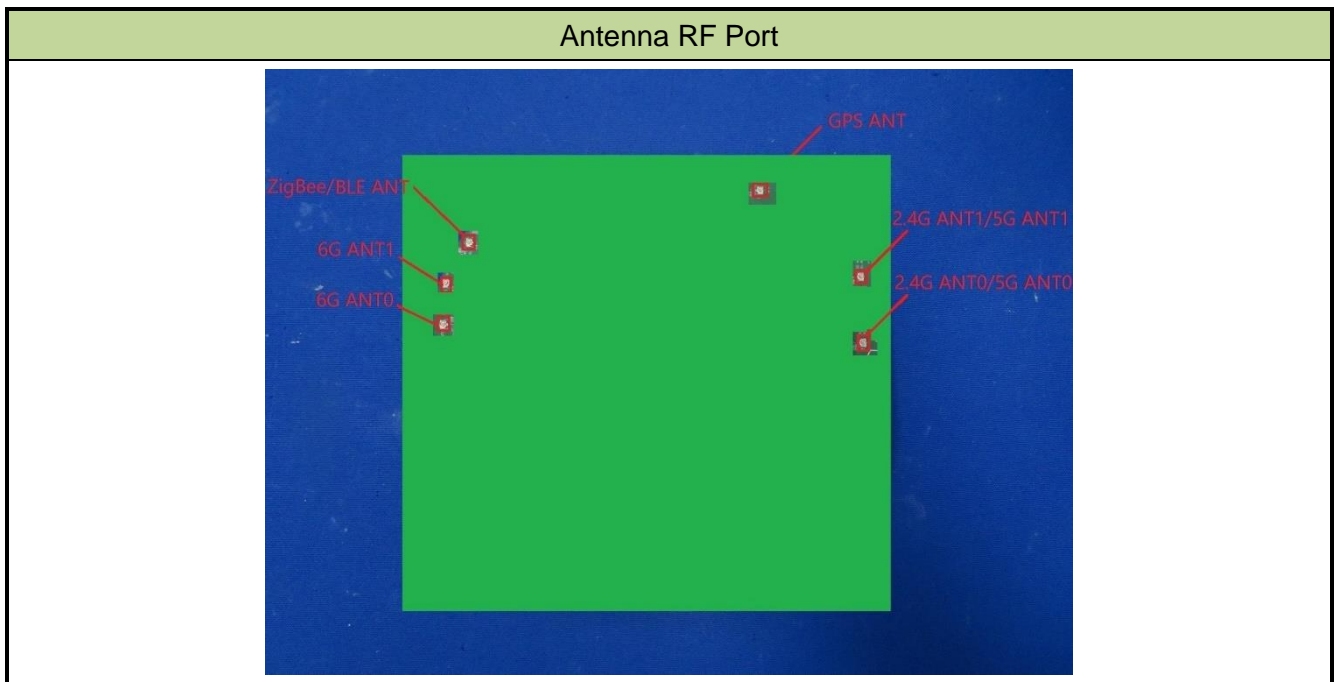 Antenna RF Port
GPS ANT
ZigBee/BLE ANT
2.4G ANT1/5G ANT1
6G ANT1
2.4G ANT0/5G ANT0
6G ANT0